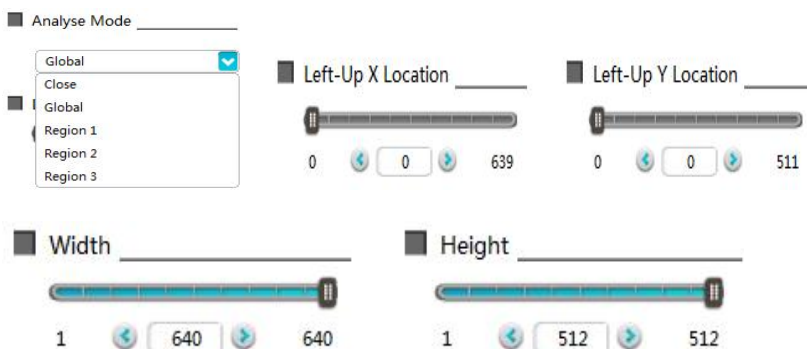 Analyse Mode
Global
Close
Global
Region 1
Region 2
Region 3
Left-Up X Location
0 0 639
Left-Up Y Location
0 0 511
Width
1 640 640
Height
1 512 512